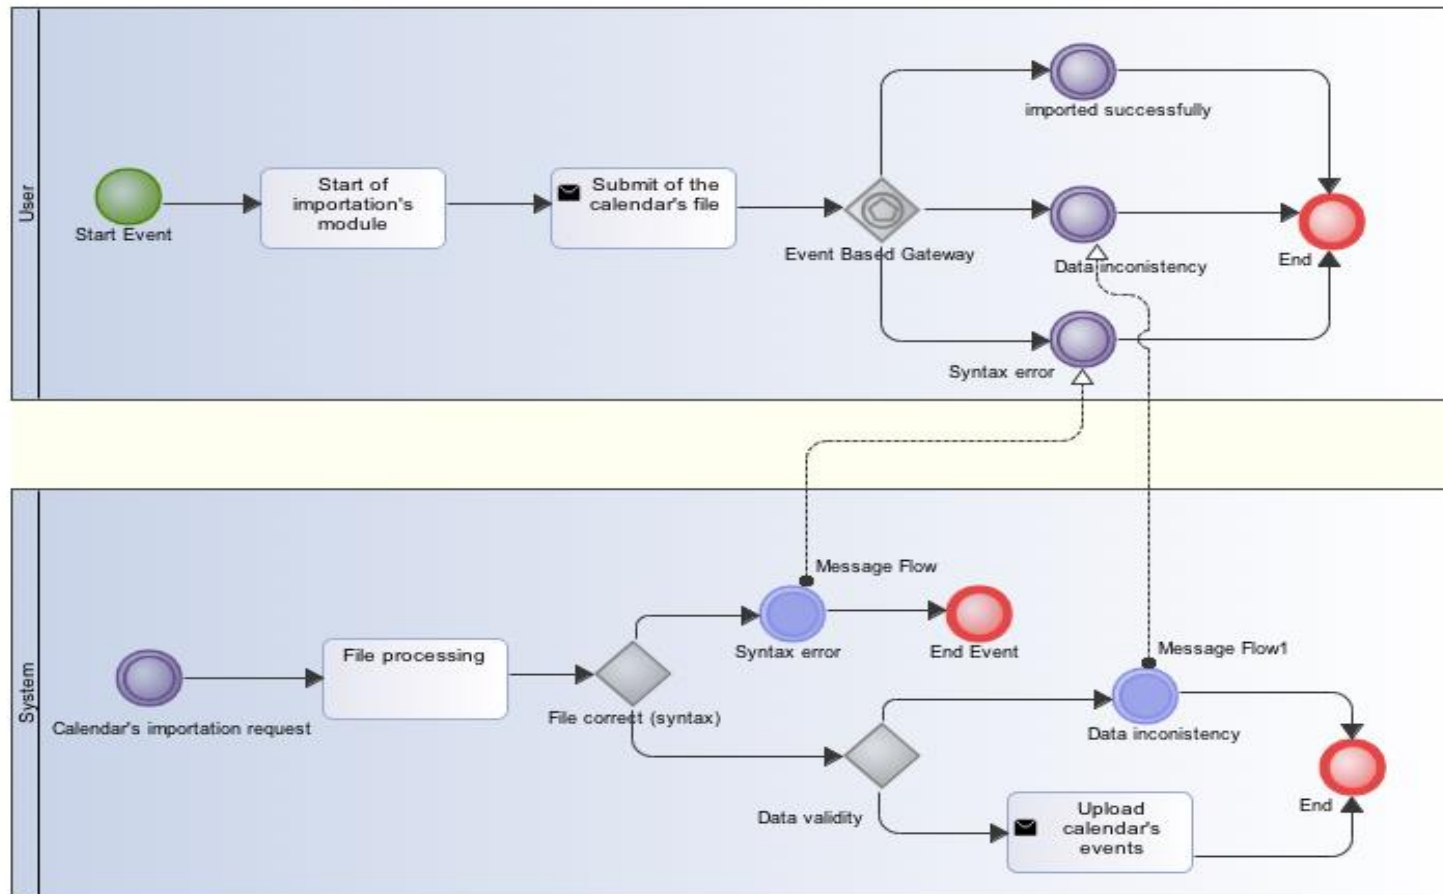 User
imported successfully
Start of
importation's
module
Submit of the
calendar's file
Start Event
Event Based Gateway
Data inconistency
End
Syntax error
System
Message Flow
Syntax error
End Event
File processing
Calendar's importation request
File correct (syntax)
Message Flow1
Data inconistency
Data validity
Upload
calendar's
events
End